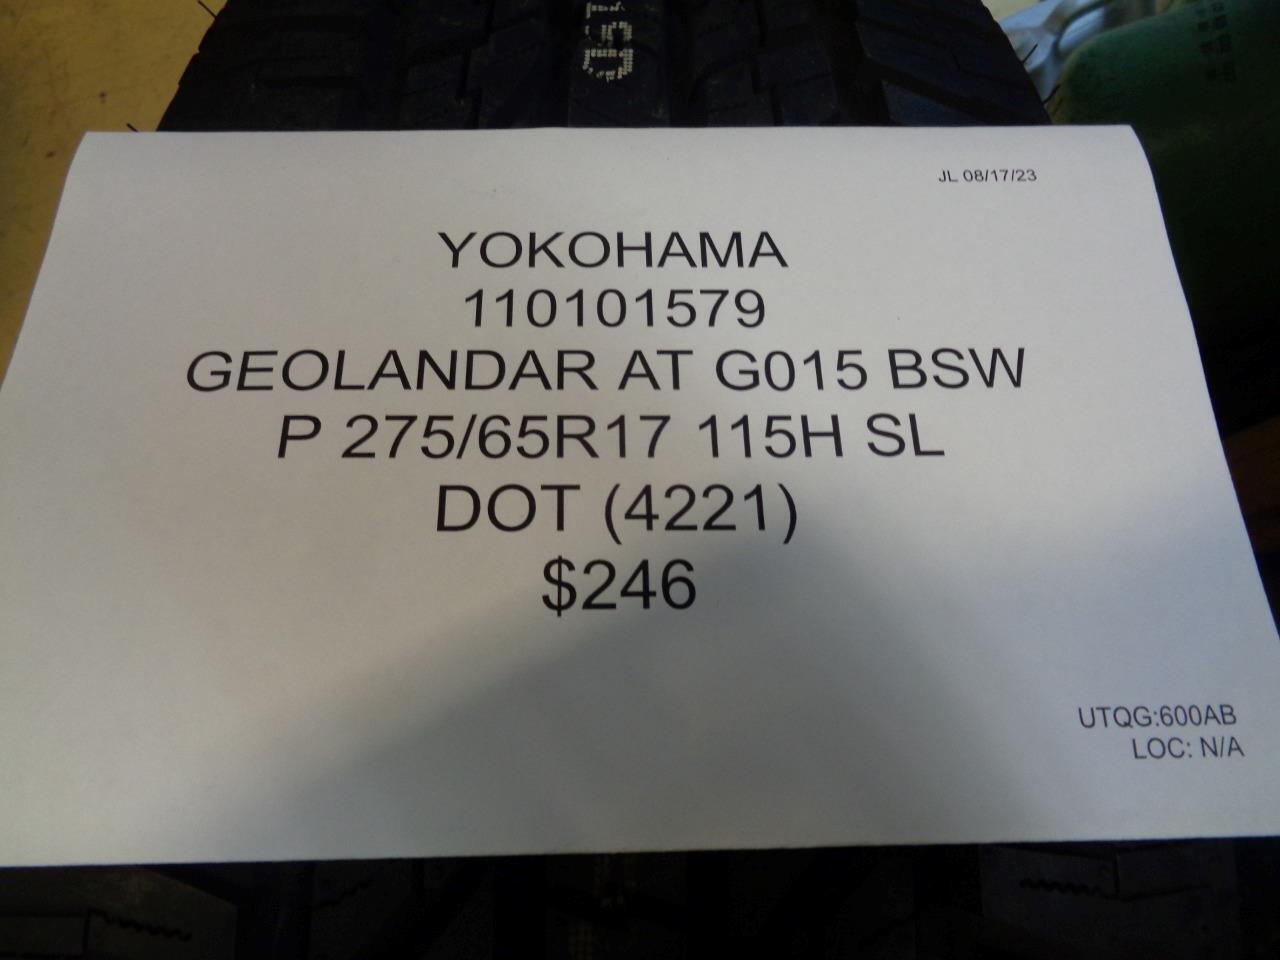 JL 08/17/23
YOKOHAMA
110101579
GEOLANDAR AT G015 BSW
P 275/65R17 115H SL
DOT (4221)
$246
UTQG:600AB
LOC: N/A